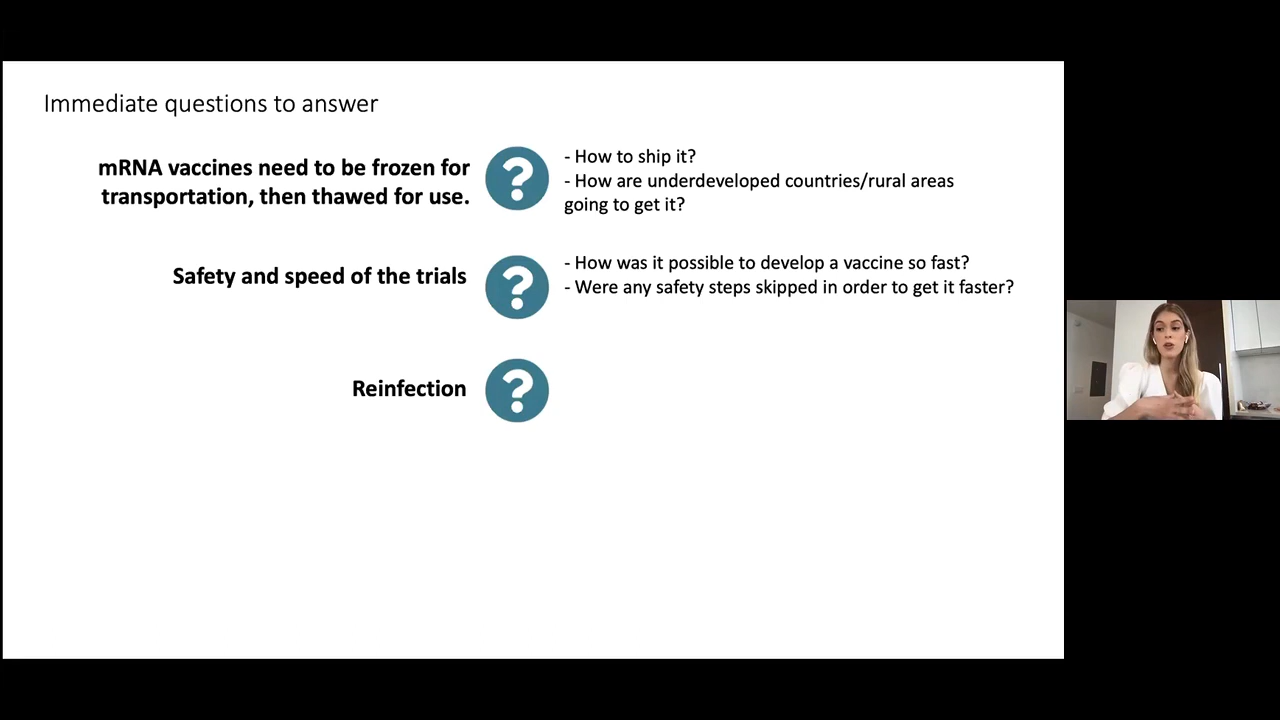 Immediate questions to answer
mRNA vaccines need to be frozen for
transportation, then thawed for use.
?
- How to ship it?
- How are underdeveloped countries/rural areas
going to get it?
Safety and speed of the trials
?
- How was it possible to develop a vaccine so fast?
- Were any safety steps skipped in order to get it faster?
Reinfection
?